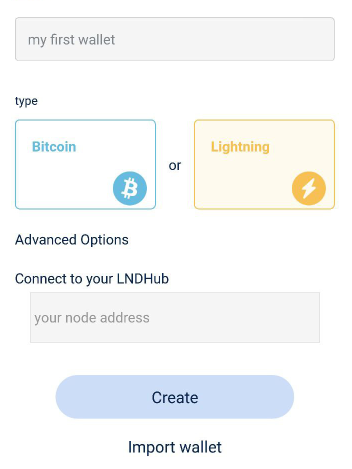 my first wallet
type
Bitcoin
or
Lightning
Advanced Options
Connect to your LNDHub
your node address
Create
Import wallet